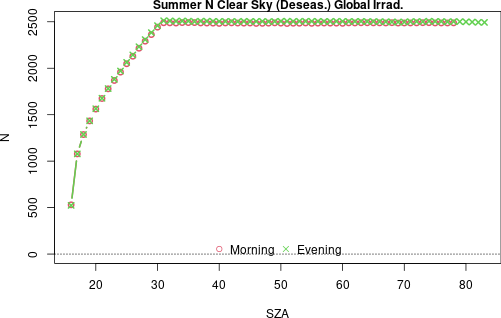 Summer N Clear Sky (Deseas.) Global Irrad.
2500
2000
1500
1000
500
0
N
Morning Evening
20 30 40 50 60 70 80
SZA